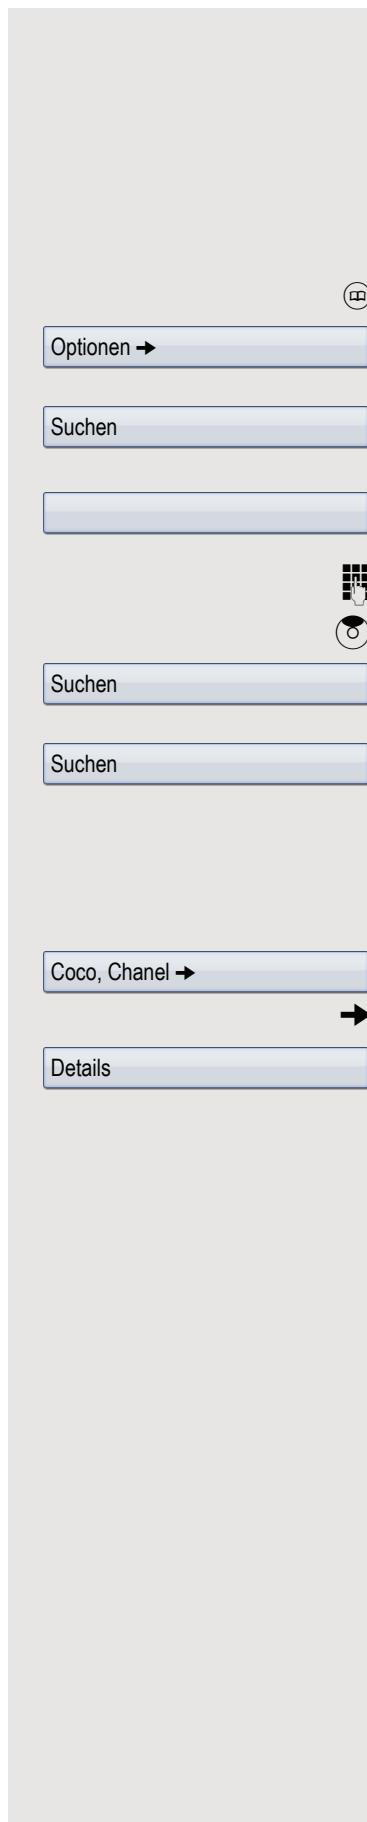 Optionen →
Suchen
Suchen
Suchen
Coco, Chanel →
Details